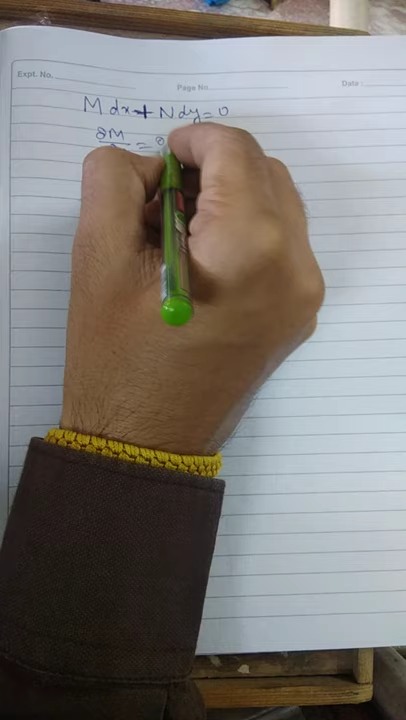 Expt. No.
Page No.
Date :
M dx + N dy = 0
∂M
=